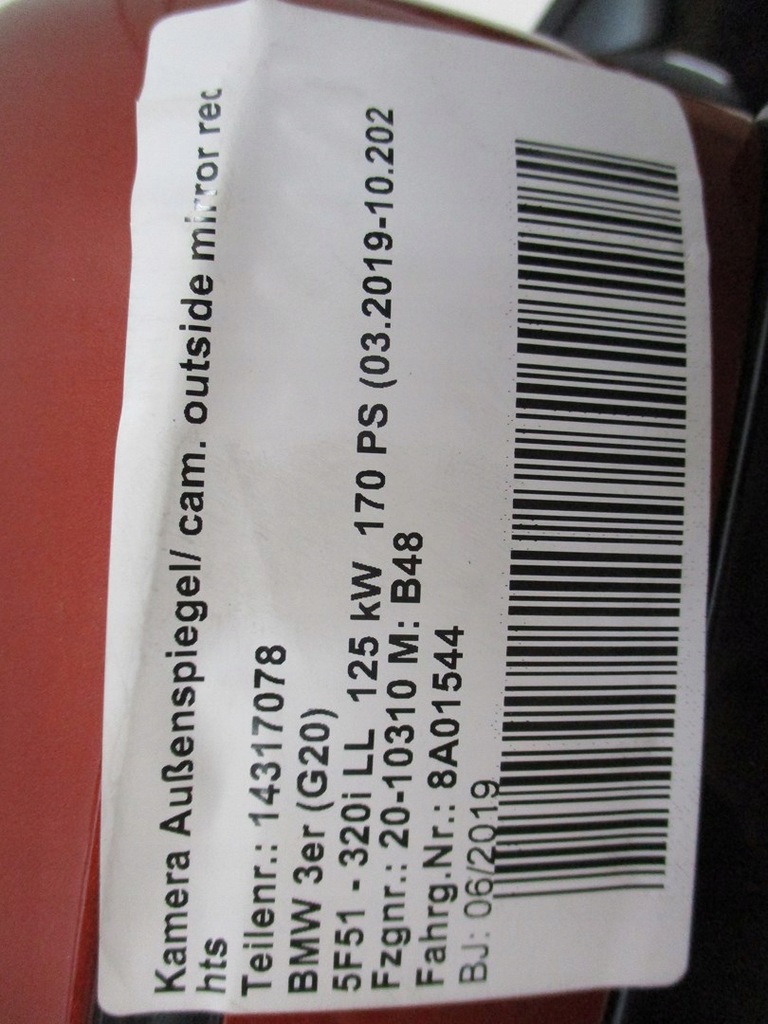 Kamera Außenspiegel/ cam. outside mirror rec
hts
Teilenr.: 14317078
BMW 3er (G20)
5F51 - 320i LL 125 kW 170 PS (03.2019-10.202
Fzgnr.: 20-10310 M: B48
Fahrg.Nr.: 8A01544
BJ: 06/2019